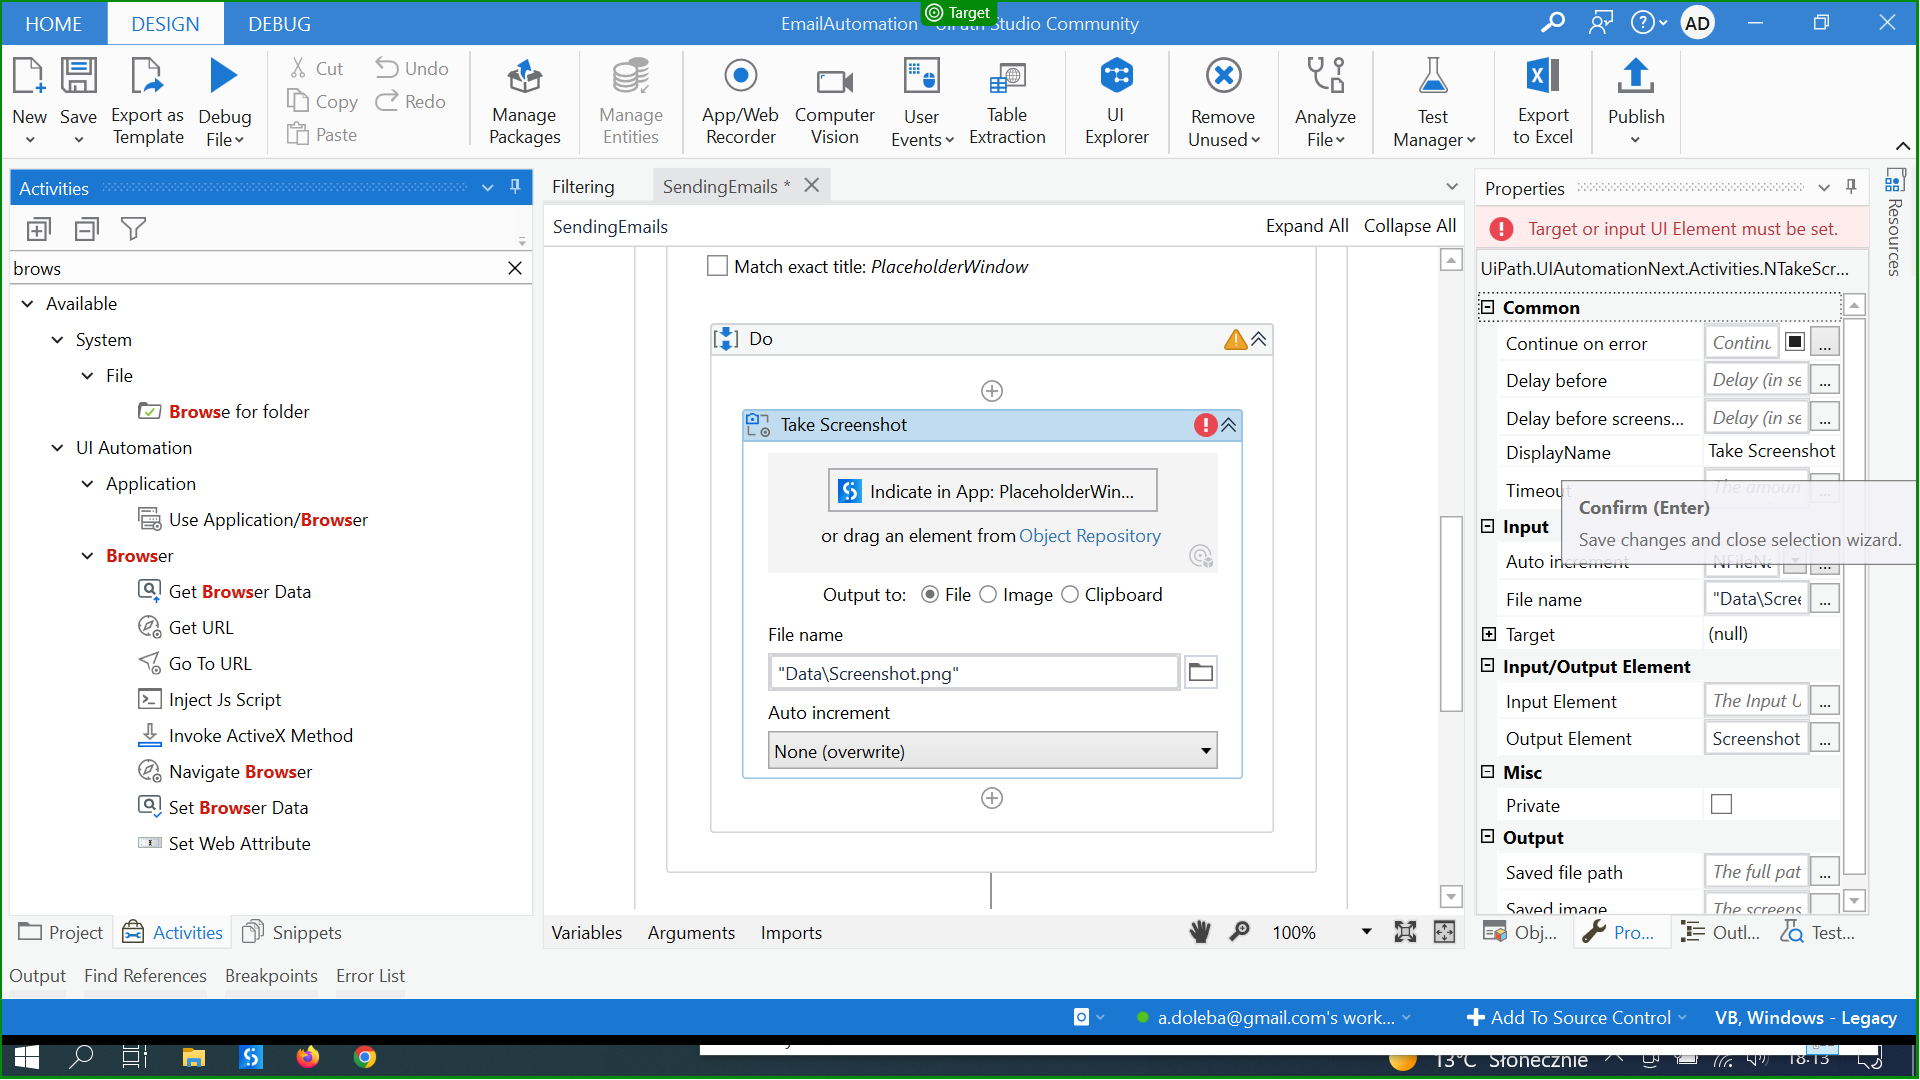 HOME
DESIGN
DEBUG
Target
EmailAutomation
Studio Community
AD
New
Save
Export as Template
Debug File
Cut
Copy
Paste
Undo
Redo
Manage Packages
Manage Entities
App/Web Recorder
Computer Vision
User Events
Table Extraction
UI Explorer
Remove Unused
Analyze File
Test Manager
Export to Excel
Publish
Activities
brows
Available
System
File
Browse for folder
UI Automation
Application
Use Application/Browser
Browser
Get Browser Data
Get URL
Go To URL
Inject Js Script
Invoke ActiveX Method
Navigate Browser
Set Browser Data
Set Web Attribute
Project
Activities
Snippets
Filtering
SendingEmails *
SendingEmails
Expand All
Collapse All
Match exact title: PlaceholderWindow
Do
Take Screenshot
Indicate in App: PlaceholderWin...
or drag an element from Object Repository
Output to:
File
Image
Clipboard
File name
"Data\Screenshot.png"
Auto increment
None (overwrite)
Variables
Arguments
Imports
100%
Properties
Target or input UI Element must be set.
UiPath.UIAutomationNext.Activities.NTakeScr...
Common
Continue on error
Continu
...
Delay before
Delay (in se
...
Delay before screens...
Delay (in se
...
DisplayName
Take Screenshot
Timeout
The amoun
...
Confirm (Enter)
Save changes and close selection wizard.
Input
Auto increment
NFileNa
...
File name
"Data\Scree
...
Target
(null)
Input/Output Element
Input Element
The Input U
...
Output Element
Screenshot
...
Misc
Private
Output
Saved file path
The full pat
...
Saved image
The screens
Resources
Obj...
Pro...
Outl...
Test...
Output
Find References
Breakpoints
Error List
a.doleba@gmail.com's work...
Add To Source Control
VB, Windows - Legacy
13°C Słonecznie
18:13